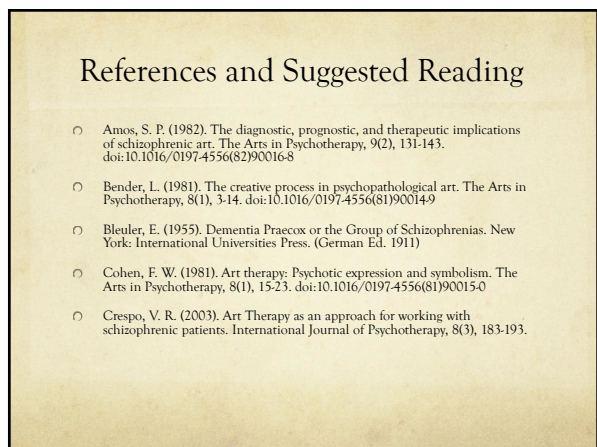 References and Suggested Reading
Amos, S. P. (1982). The diagnostic, prognostic, and therapeutic implications
of schizophrenic art. The Arts in Psychotherapy, 9(2), 131-143.
doi:10.1016/0197-4556(82)90016-8
Bender, L. (1981). The creative process in psychopathological art. The Arts in
Psychotherapy, 8(1), 3-14. doi:10.1016/0197-4556(81)90014-9
Bleuler, E. (1955). Dementia Praecox or the Group of Schizophrenias. New
York: International Universities Press. (German Ed. 1911)
Cohen, F. W. (1981). Art therapy: Psychotic expression and symbolism. The
Arts in Psychotherapy, 8(1), 15-23. doi:10.1016/0197-4556(81)90015-0
Crespo, V. R. (2003). Art Therapy as an approach for working with
schizophrenic patients. International Journal of Psychotherapy, 8(3), 183-193.